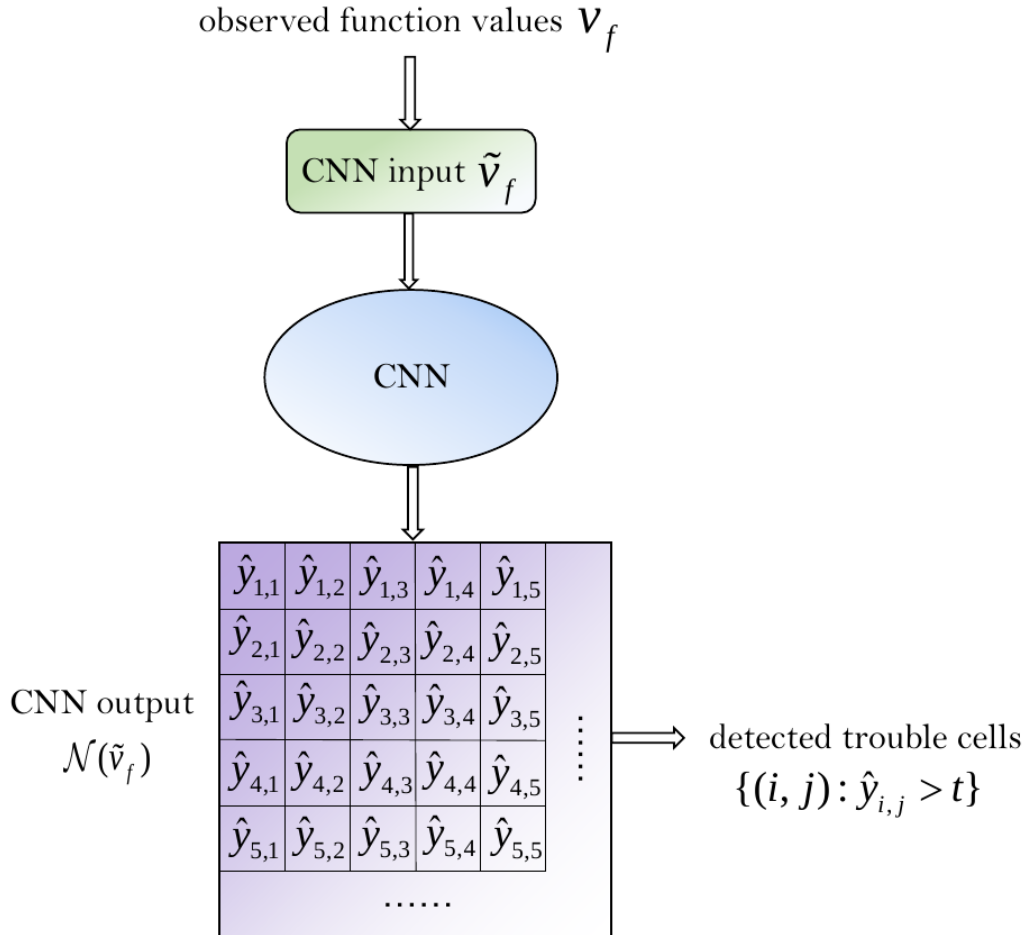 observed function values v_f
CNN input ṽ_f
CNN
ŷ_{1,1} ŷ_{1,2} ŷ_{1,3} ŷ_{1,4} ŷ_{1,5}
ŷ_{2,1} ŷ_{2,2} ŷ_{2,3} ŷ_{2,4} ŷ_{2,5}
ŷ_{3,1} ŷ_{3,2} ŷ_{3,3} ŷ_{3,4} ŷ_{3,5}
ŷ_{4,1} ŷ_{4,2} ŷ_{4,3} ŷ_{4,4} ŷ_{4,5}
ŷ_{5,1} ŷ_{5,2} ŷ_{5,3} ŷ_{5,4} ŷ_{5,5}
......
......
CNN output
𝒩(ṽ_f)
detected trouble cells
{(i, j) : ŷ_{i,j} > t}